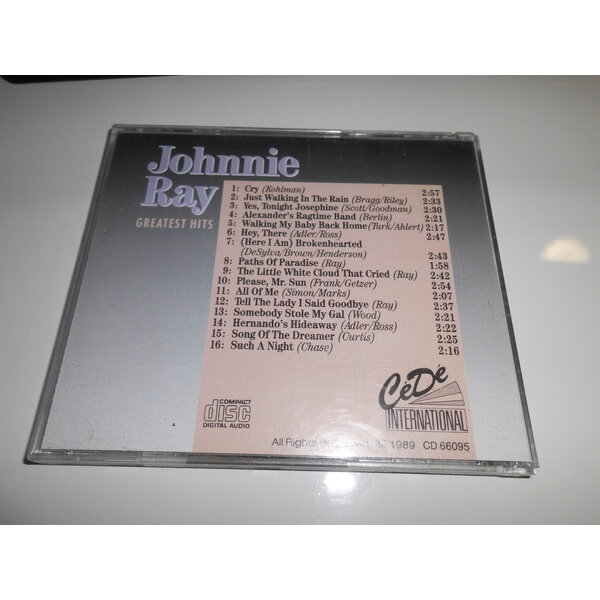 Johnnie
Ray
GREATEST HITS
1: Cry (Kohlman) 2:57
2: Just Walking In The Rain (Bragg/Riley) 2:33
3: Yes, Tonight Josephine (Scott/Goodman) 2:30
4: Alexander's Ragtime Band (Berlin) 2:21
5: Walking My Baby Back Home (Turk/Ahlert) 2:17
6: Hey, There (Adler/Ross) 2:47
7: (Here I Am) Brokenhearted
(DeSylva/Brown/Henderson) 2:43
8: Paths Of Paradise (Ray) 1:58
9: The Little White Cloud That Cried (Ray) 2:42
10: Please, Mr. Sun (Frank/Getzer) 2:54
11: All Of Me (Simon/Marks) 2:07
12: Tell The Lady I Said Goodbye (Ray) 2:37
13: Somebody Stole My Gal (Wood) 2:21
14: Hernando's Hideaway (Adler/Ross) 2:22
15: Song Of The Dreamer (Curtis) 2:25
16: Such A Night (Chase) 2:16
COMPACT
disc
DIGITAL AUDIO
CéDé
INTERNATIONAL
All Rights © 1989 CD 66095